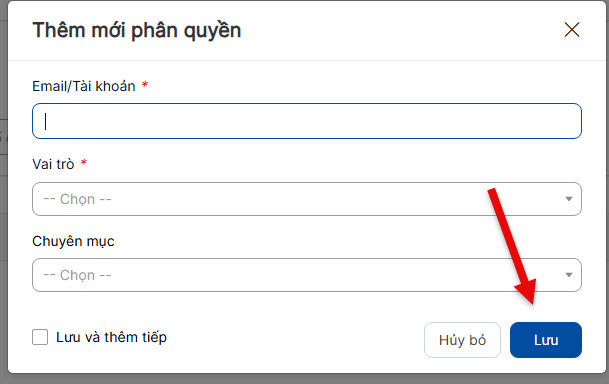 Thêm mới phân quyền
Email/Tài khoản *
Vai trò *
-- Chọn --
Chuyên mục
-- Chọn --
Lưu và thêm tiếp
Hủy bỏ
Lưu